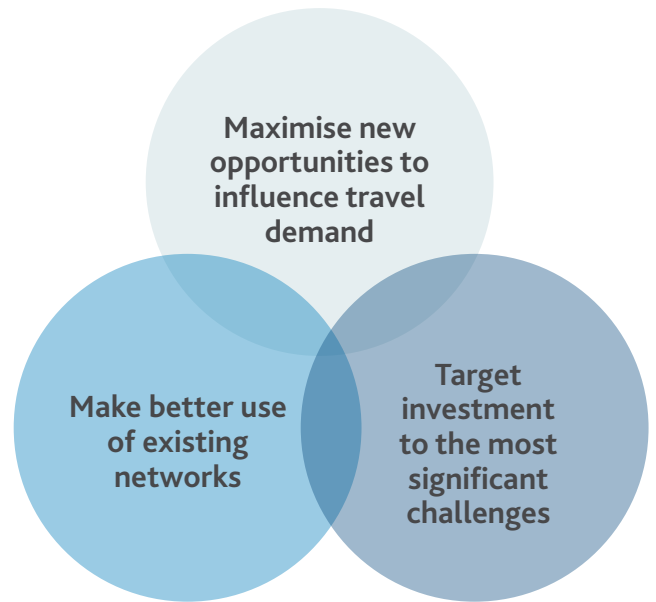 Maximise new
opportunities to
influence travel
demand
Make better use
of existing
networks
Target
investment
to the most
significant
challenges